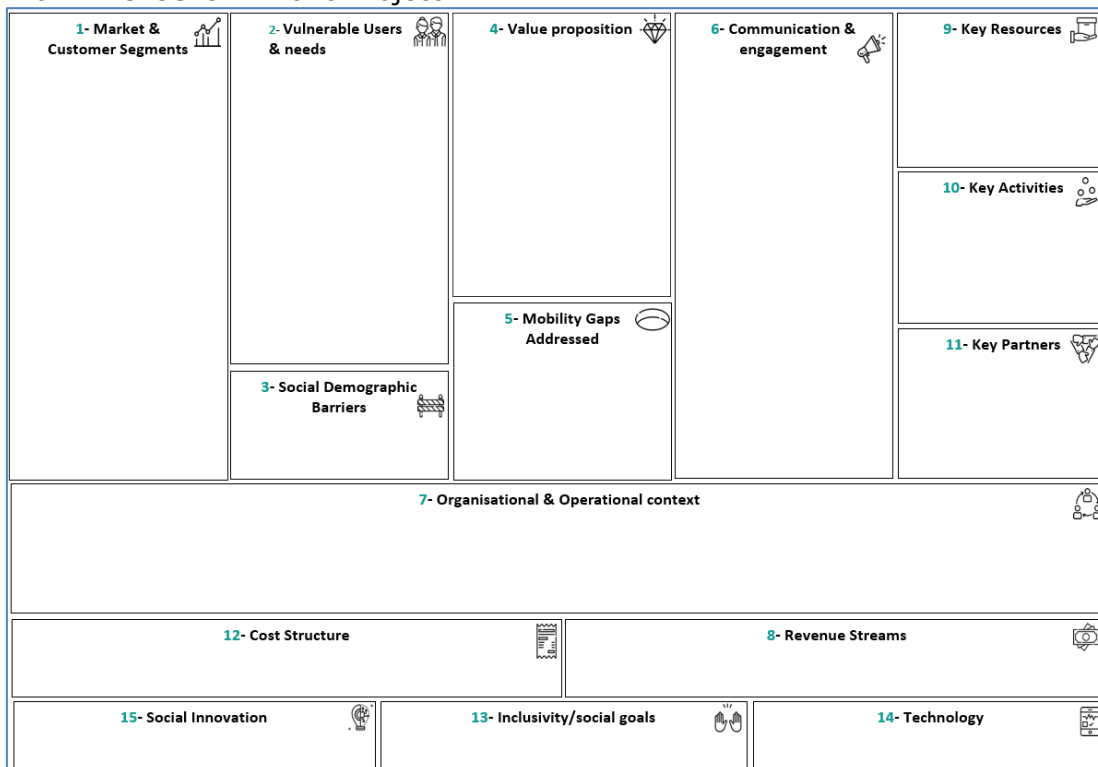 1- Market &
Customer Segments
2- Vulnerable Users
& needs
3- Social Demographic
Barriers
4- Value proposition
5- Mobility Gaps
Addressed
6- Communication &
engagement
9- Key Resources
10- Key Activities
11- Key Partners
7- Organisational & Operational context
12- Cost Structure
8- Revenue Streams
15- Social Innovation
13- Inclusivity/social goals
14- Technology